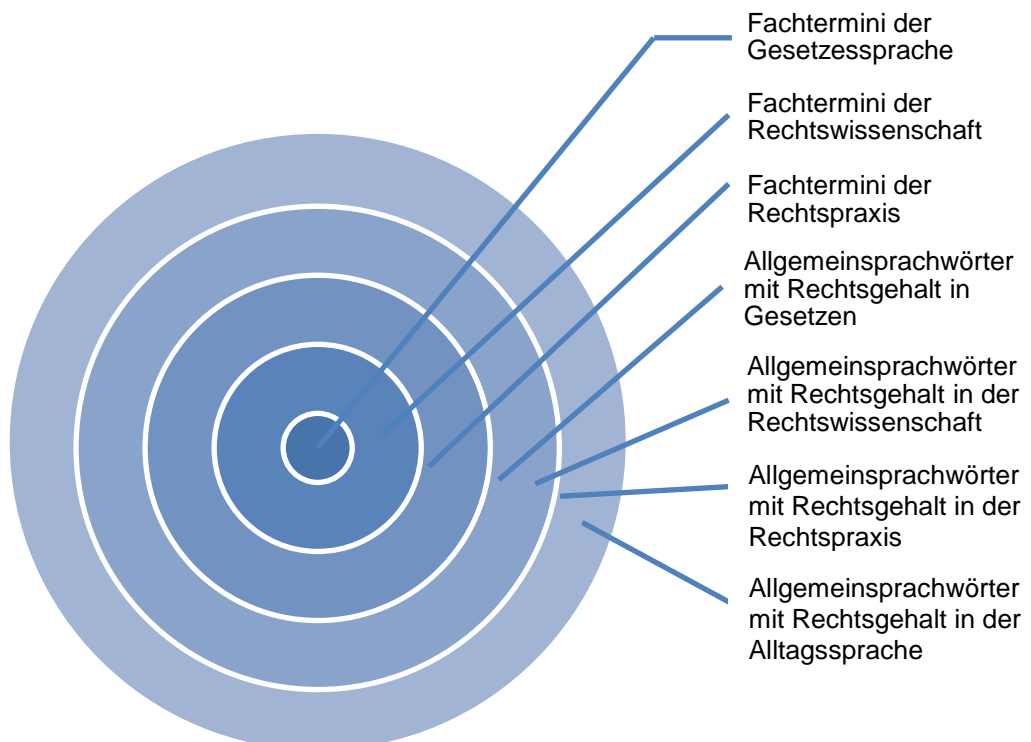 Fachtermini der
Gesetzessprache
Fachtermini der
Rechtswissenschaft
Fachtermini der
Rechtspraxis
Allgemeinsprachwörter
mit Rechtsgehalt in
Gesetzen
Allgemeinsprachwörter
mit Rechtsgehalt in der
Rechtswissenschaft
Allgemeinsprachwörter
mit Rechtsgehalt in der
Rechtspraxis
Allgemeinsprachwörter
mit Rechtsgehalt in der
Alltagssprache